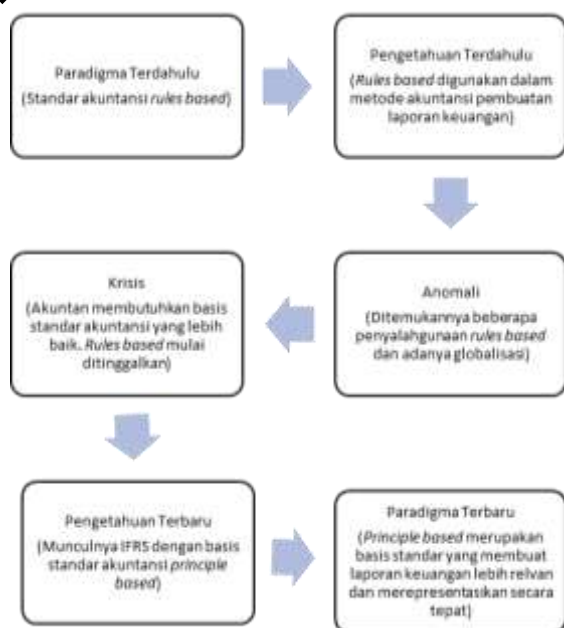 Paradigma Terdahulu
(Standar akuntansi rules based)
Pengetahuan Terdahulu
(Rules based digunakan dalam
metode akuntansi pembuatan
laporan keuangan)
Anomali
(Ditemukannya beberapa
penyalahgunaan rules based
dan adanya globalisasi)
Krisis
(Akuntan membutuhkan basis
standar akuntansi yang lebih
baik. Rules based mulai
ditinggalkan)
Pengetahuan Terbaru
(Munculnya IFRS dengan basis
standar akuntansi principle
based)
Paradigma Terbaru
(Principle based merupakan
basis standar yang membuat
laporan keuangan lebih relvan
dan merepresentasikan secara
tepat)